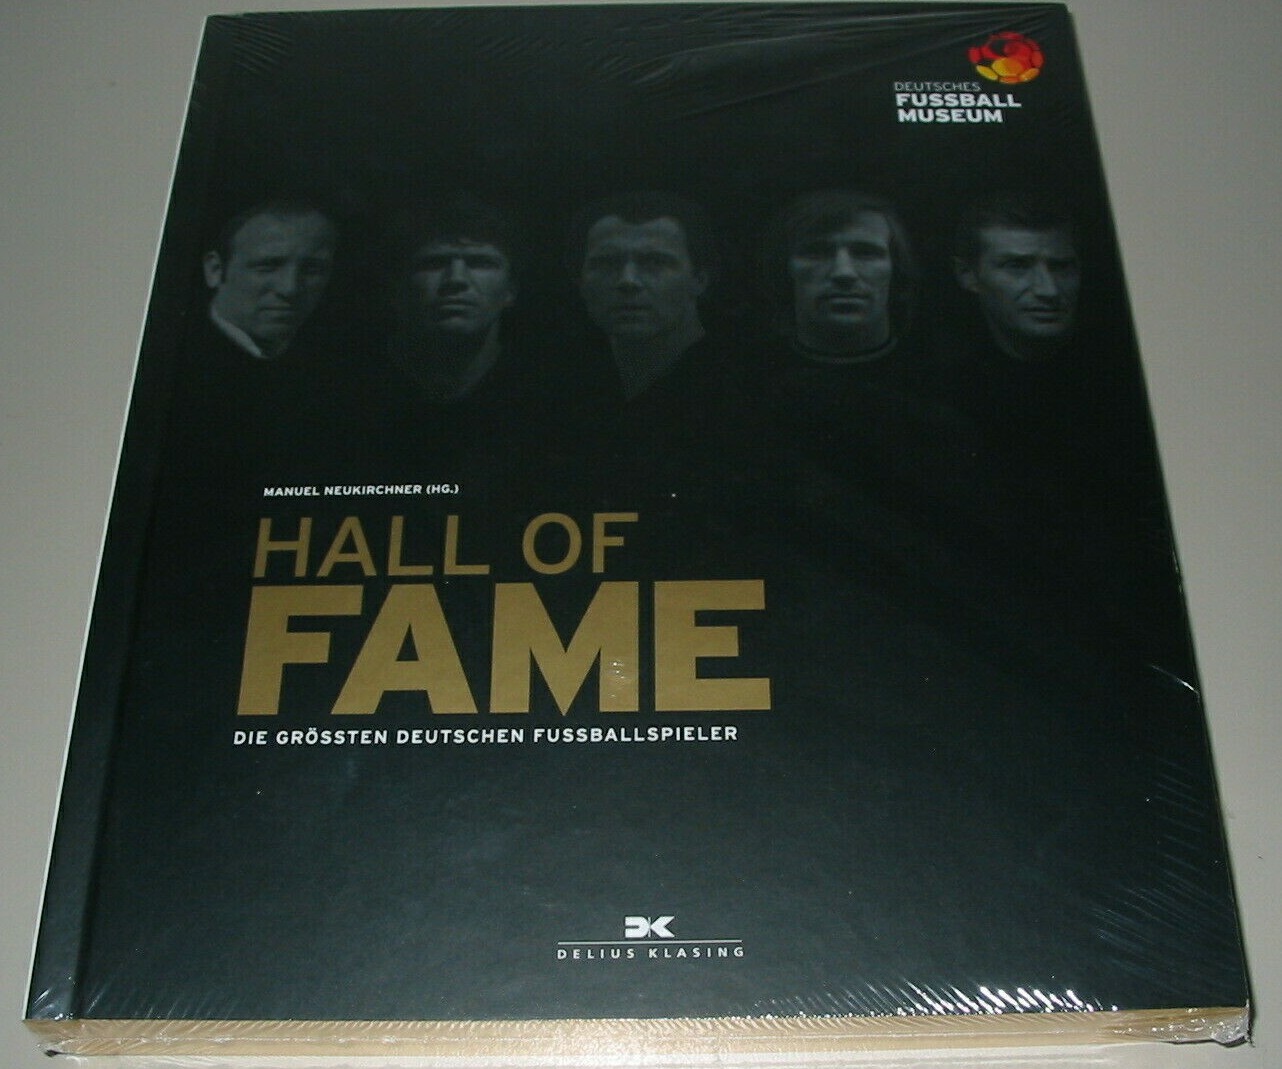 DEUTSCHES
FUSSBALL
MUSEUM
MANUEL NEUKIRCHNER (HG.)
HALL OF
FAME
DIE GRÖSSTEN DEUTSCHEN FUSSBALLSPIELER
DK
DELIUS KLASING